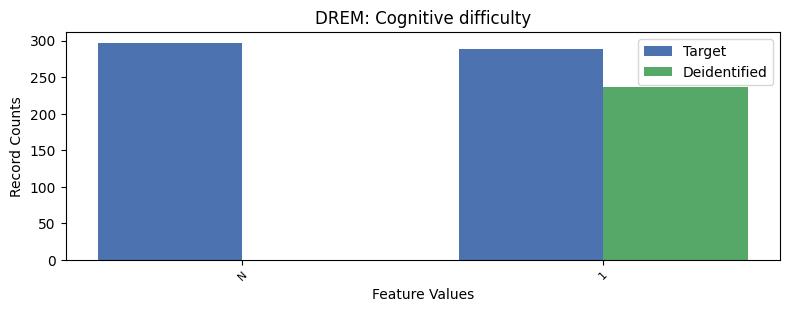 DREM: Cognitive difficulty
Target
Deidentified
Record Counts
300
250
200
150
100
50
0
N
1
Feature Values